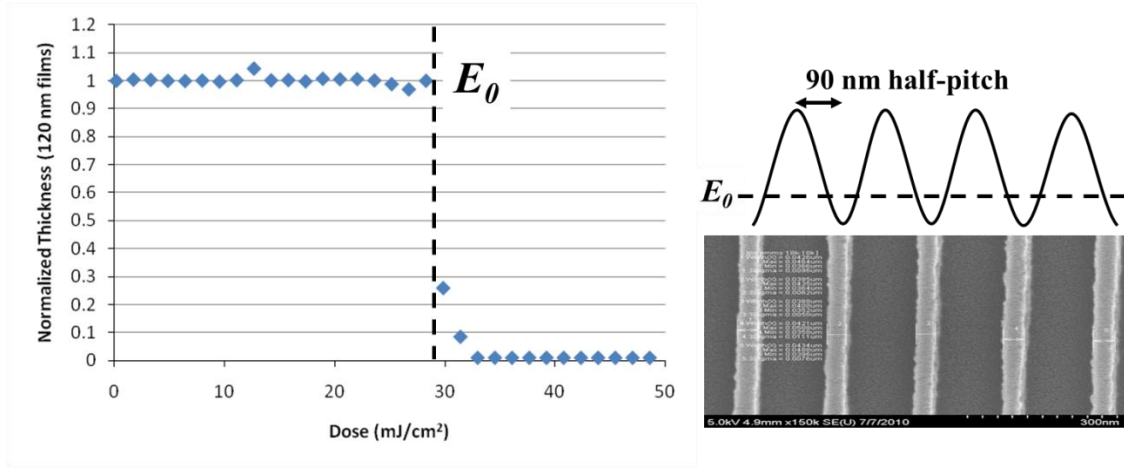 Normalized Thickness (120 nm films)
1.2
1.1
1
0.9
0.8
0.7
0.6
0.5
0.4
0.3
0.2
0.1
0
0
10
20
30
40
50
Dose (mJ/cm²)
E₀
90 nm half-pitch
E₀
5.0kV 4.9mm x150k SE(U) 7/7/2010
300nm